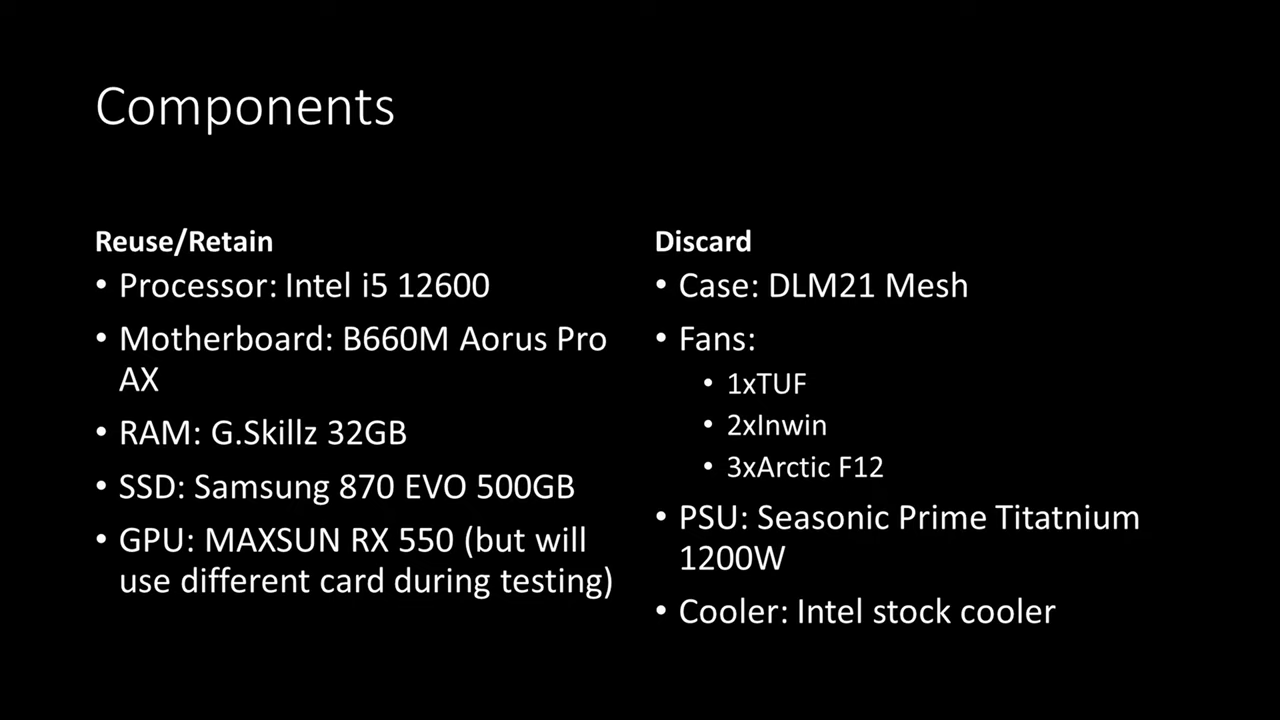 Components
Reuse/Retain
• Processor: Intel i5 12600
• Motherboard: B660M Aorus Pro
AX
• RAM: G.Skillz 32GB
• SSD: Samsung 870 EVO 500GB
• GPU: MAXSUN RX 550 (but will
use different card during testing)
Discard
• Case: DLM21 Mesh
• Fans:
• 1xTUF
• 2xInwin
• 3xArctic F12
• PSU: Seasonic Prime Titatnium
1200W
• Cooler: Intel stock cooler